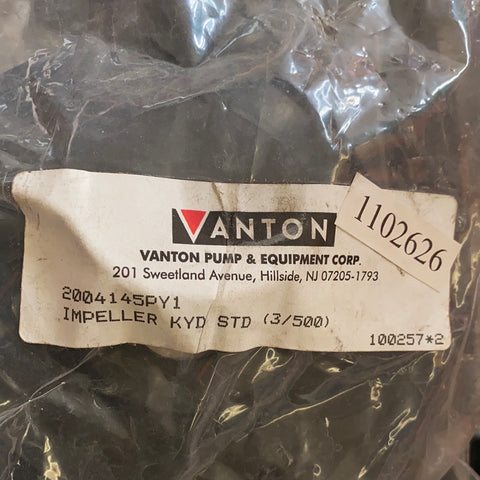 VANTON
1102626
VANTON PUMP & EQUIPMENT CORP.
201 Sweetland Avenue, Hillside, NJ 07205-1793
2004145PY1
IMPELLER KYD STD (3/500)
100257*2